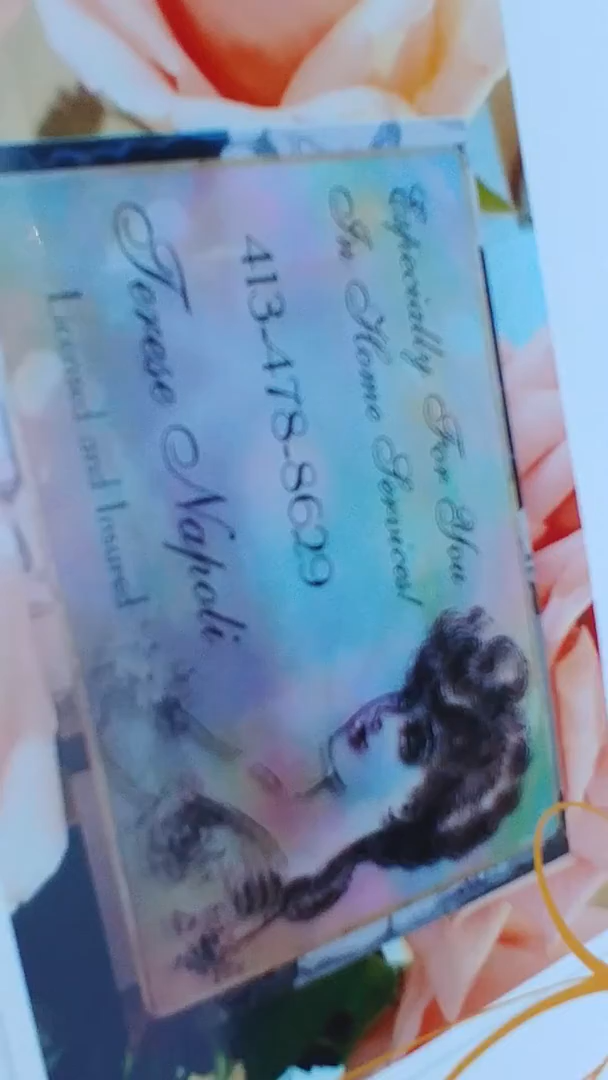 Especially For You
In Home Services!
413-478-8629
Terese Napoli
Licensed and Insured